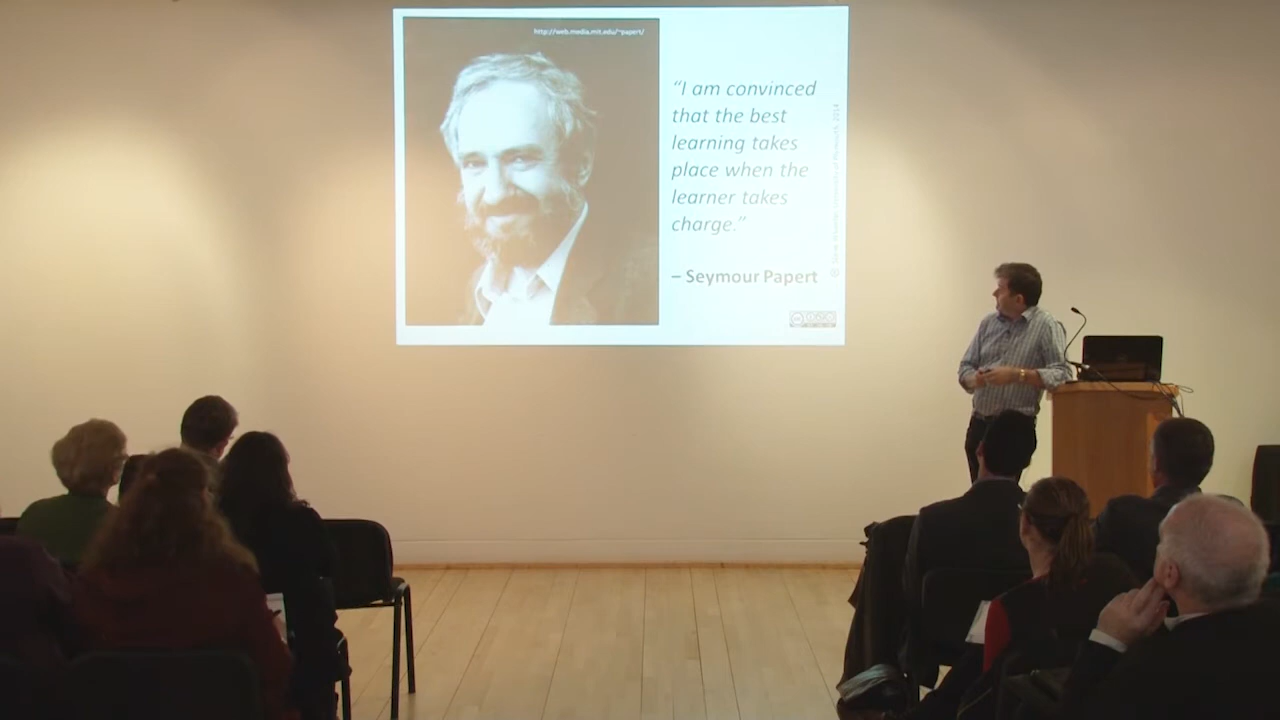 http://web.media.mit.edu/~papert/
“I am convinced
that the best
learning takes
place when the
learner takes
charge.”
– Seymour Papert